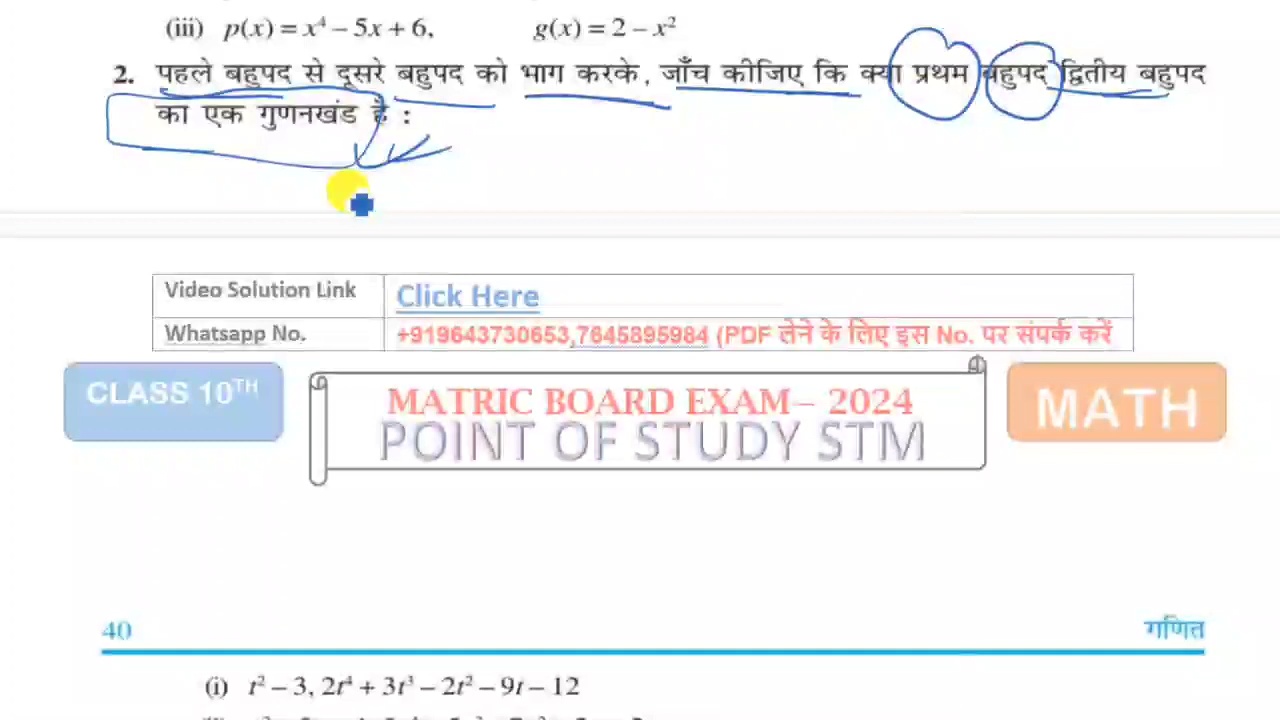 (iii) p(x) = x⁴ – 5x + 6, g(x) = 2 – x²
2. पहले बहुपद से दूसरे बहुपद को भाग करके, जाँच कीजिए कि क्या प्रथम बहुपद द्वितीय बहुपद
का एक गुणनखंड है :
Video Solution Link Click Here
Whatsapp No. +919643730653,7645895984 (PDF लेने के लिए इस No. पर संपर्क करें
CLASS 10TH
MATRIC BOARD EXAM– 2024
POINT OF STUDY STM
MATH
40 गणित
(i) t² – 3, 2t⁴ + 3t³ – 2t² – 9t – 12